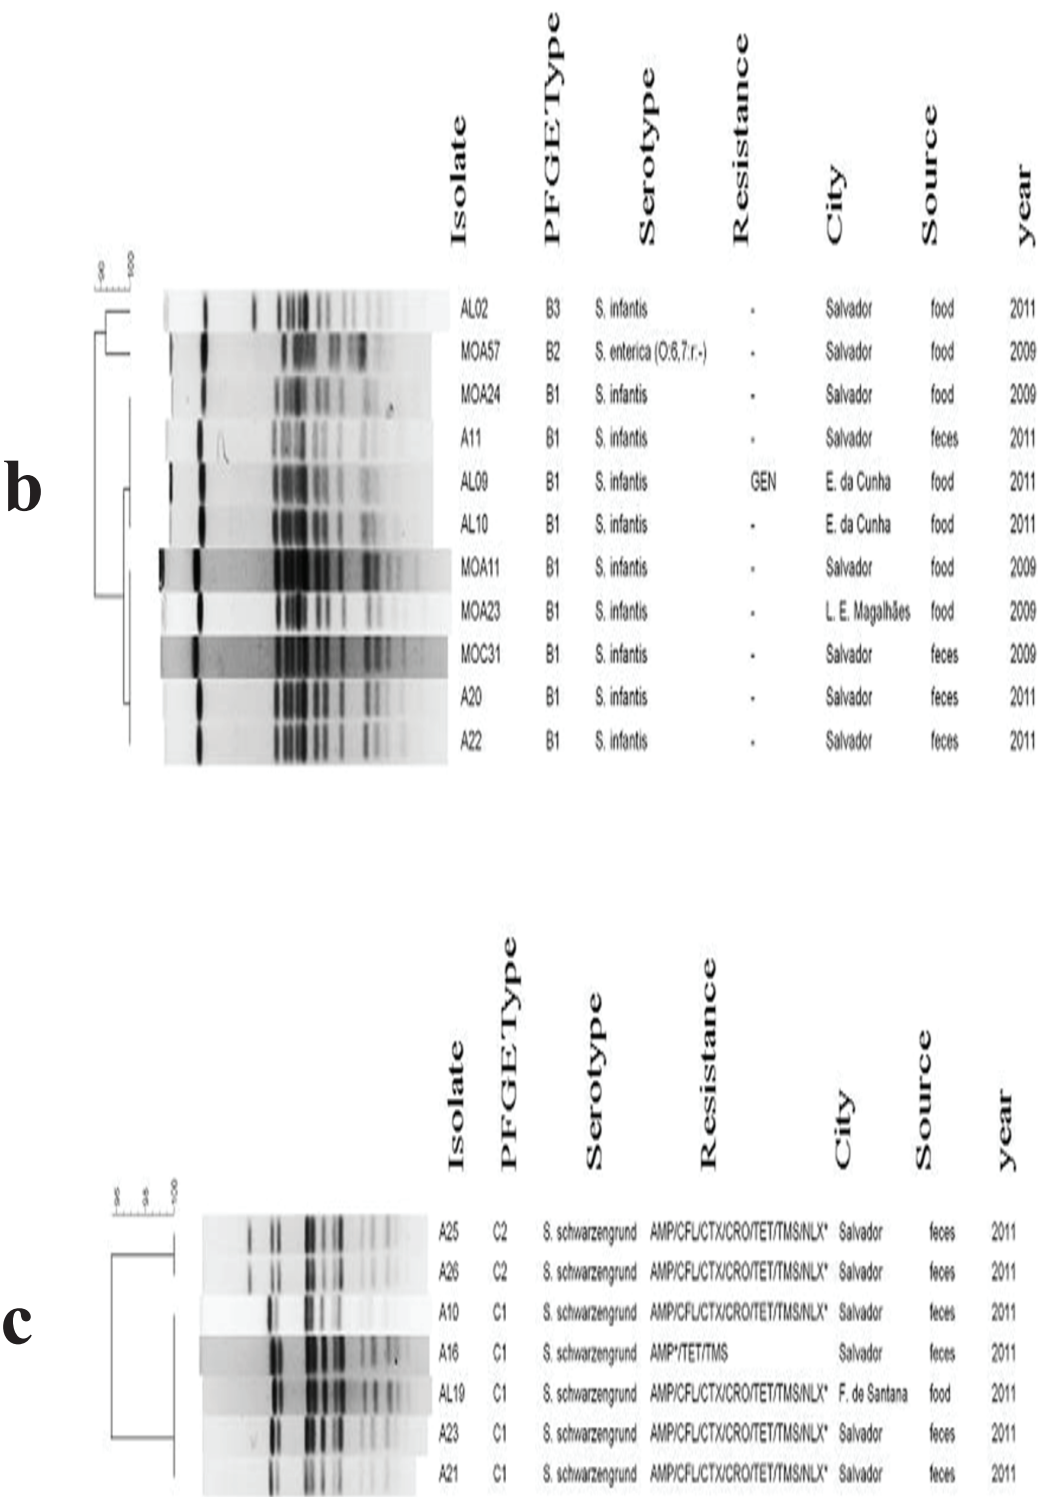 Isolate PFGE Type Serotype Resistance City Source year
90 100
AL02 B3 S. infantis - Salvador food 2011
MOA57 B2 S. enterica (O:6,7:r:-) - Salvador food 2009
MOA24 B1 S. infantis - Salvador food 2009
A11 B1 S. infantis - Salvador feces 2011
b
AL09 B1 S. infantis GEN E. da Cunha food 2011
AL10 B1 S. infantis - E. da Cunha food 2011
MOA11 B1 S. infantis - Salvador food 2009
MOA23 B1 S. infantis - L. E. Magalhães food 2009
MOC31 B1 S. infantis - Salvador feces 2009
A20 B1 S. infantis - Salvador feces 2011
A22 B1 S. infantis - Salvador feces 2011
Isolate PFGE Type Serotype Resistance City Source year
100
A25 C2 S. schwarzengrund AMP/CFL/CTX/CRO/TET/TMS/NLX* Salvador feces 2011
A26 C2 S. schwarzengrund AMP/CFL/CTX/CRO/TET/TMS/NLX* Salvador feces 2011
A10 C1 S. schwarzengrund AMP/CFL/CTX/CRO/TET/TMS/NLX* Salvador feces 2011
c
A16 C1 S. schwarzengrund AMP*/TET/TMS Salvador feces 2011
AL19 C1 S. schwarzengrund AMP/CFL/CTX/CRO/TET/TMS/NLX* F. de Santana food 2011
A23 C1 S. schwarzengrund AMP/CFL/CTX/CRO/TET/TMS/NLX* Salvador feces 2011
A21 C1 S. schwarzengrund AMP/CFL/CTX/CRO/TET/TMS/NLX* Salvador feces 2011